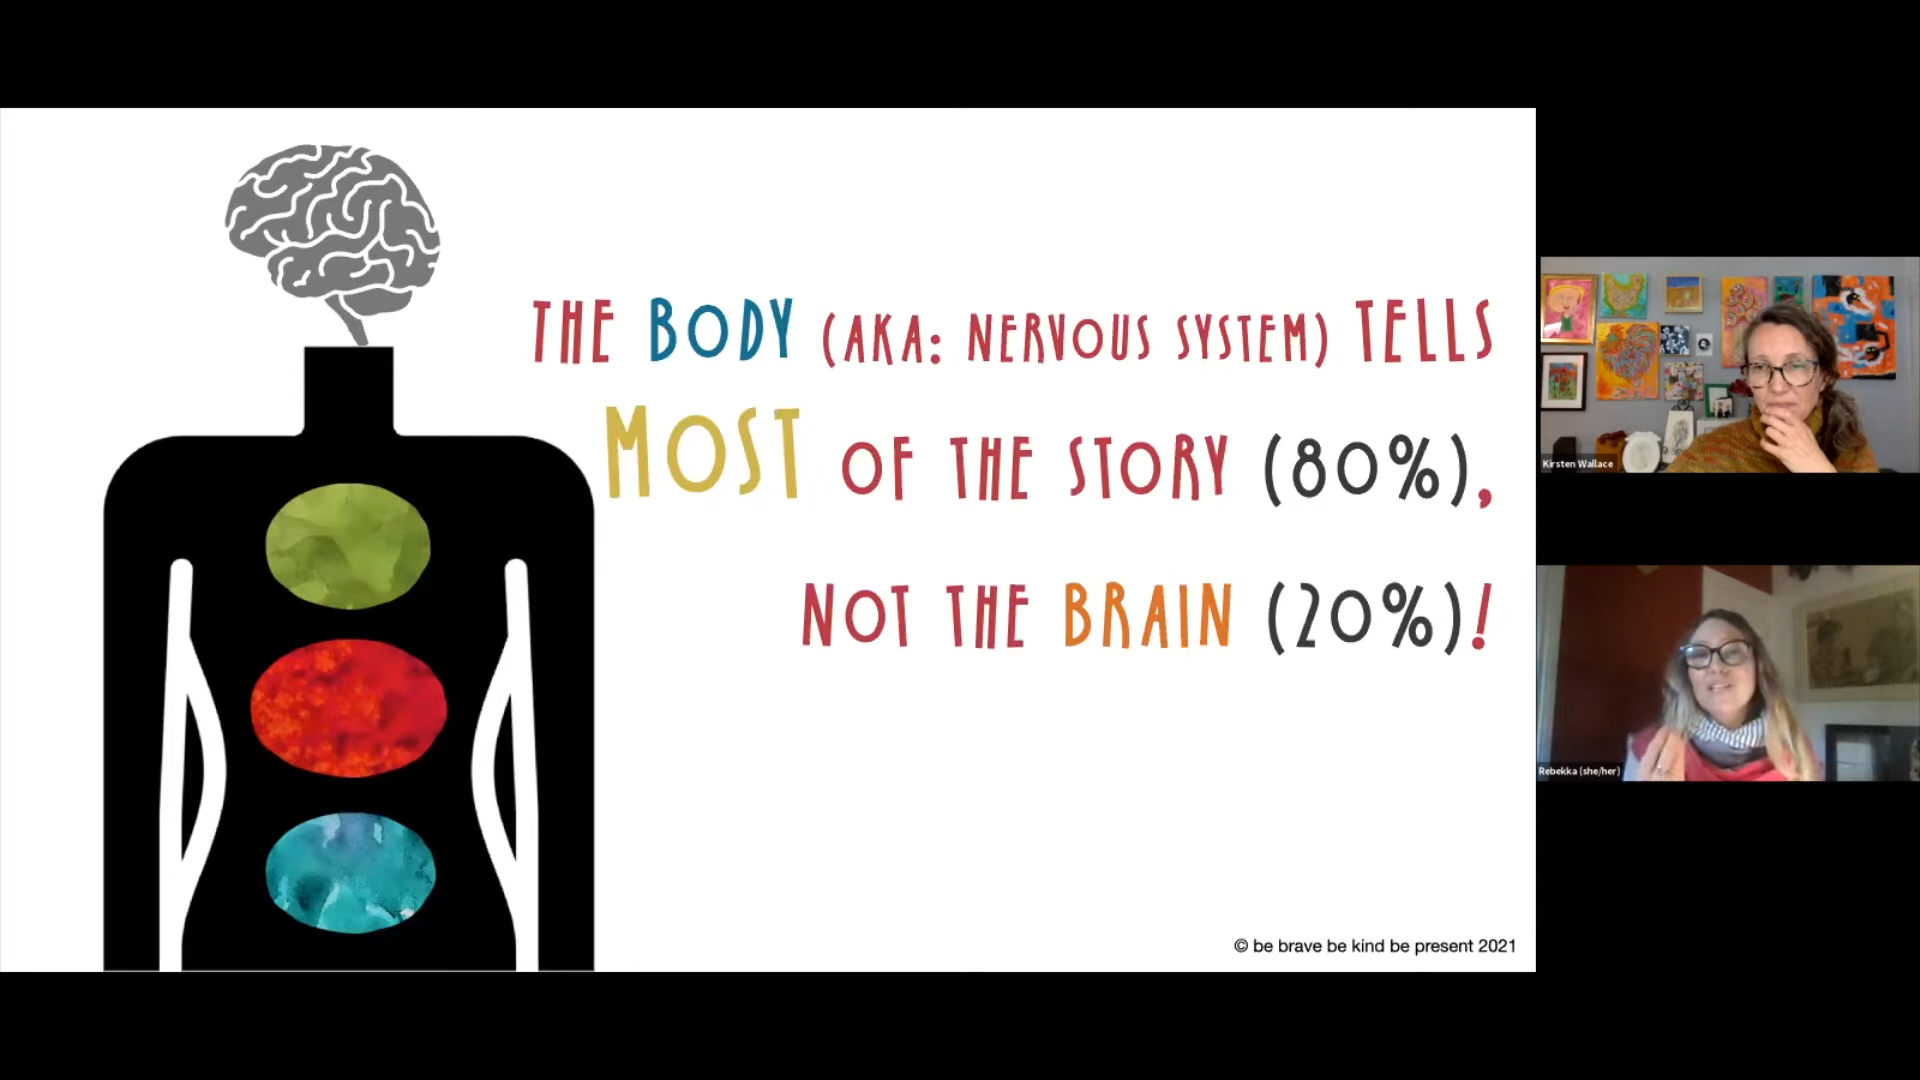 THE BODY (AKA: NERVOUS SYSTEM) TELLS
MOST OF THE STORY (80%),
NOT THE BRAIN (20%)!
© be brave be kind be present 2021
Kirsten Wallace
Rebekka (she/her)